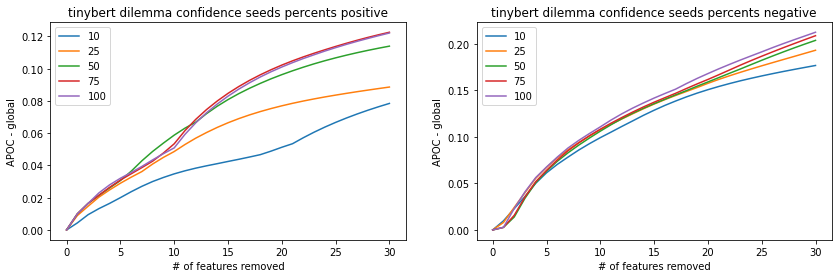 tinybert dilemma confidence seeds percents positive
10
25
50
75
100
APOC - global
0.12
0.10
0.08
0.06
0.04
0.02
0.00
0 5 10 15 20 25 30
# of features removed
tinybert dilemma confidence seeds percents negative
10
25
50
75
100
APOC - global
0.20
0.15
0.10
0.05
0.00
0 5 10 15 20 25 30
# of features removed